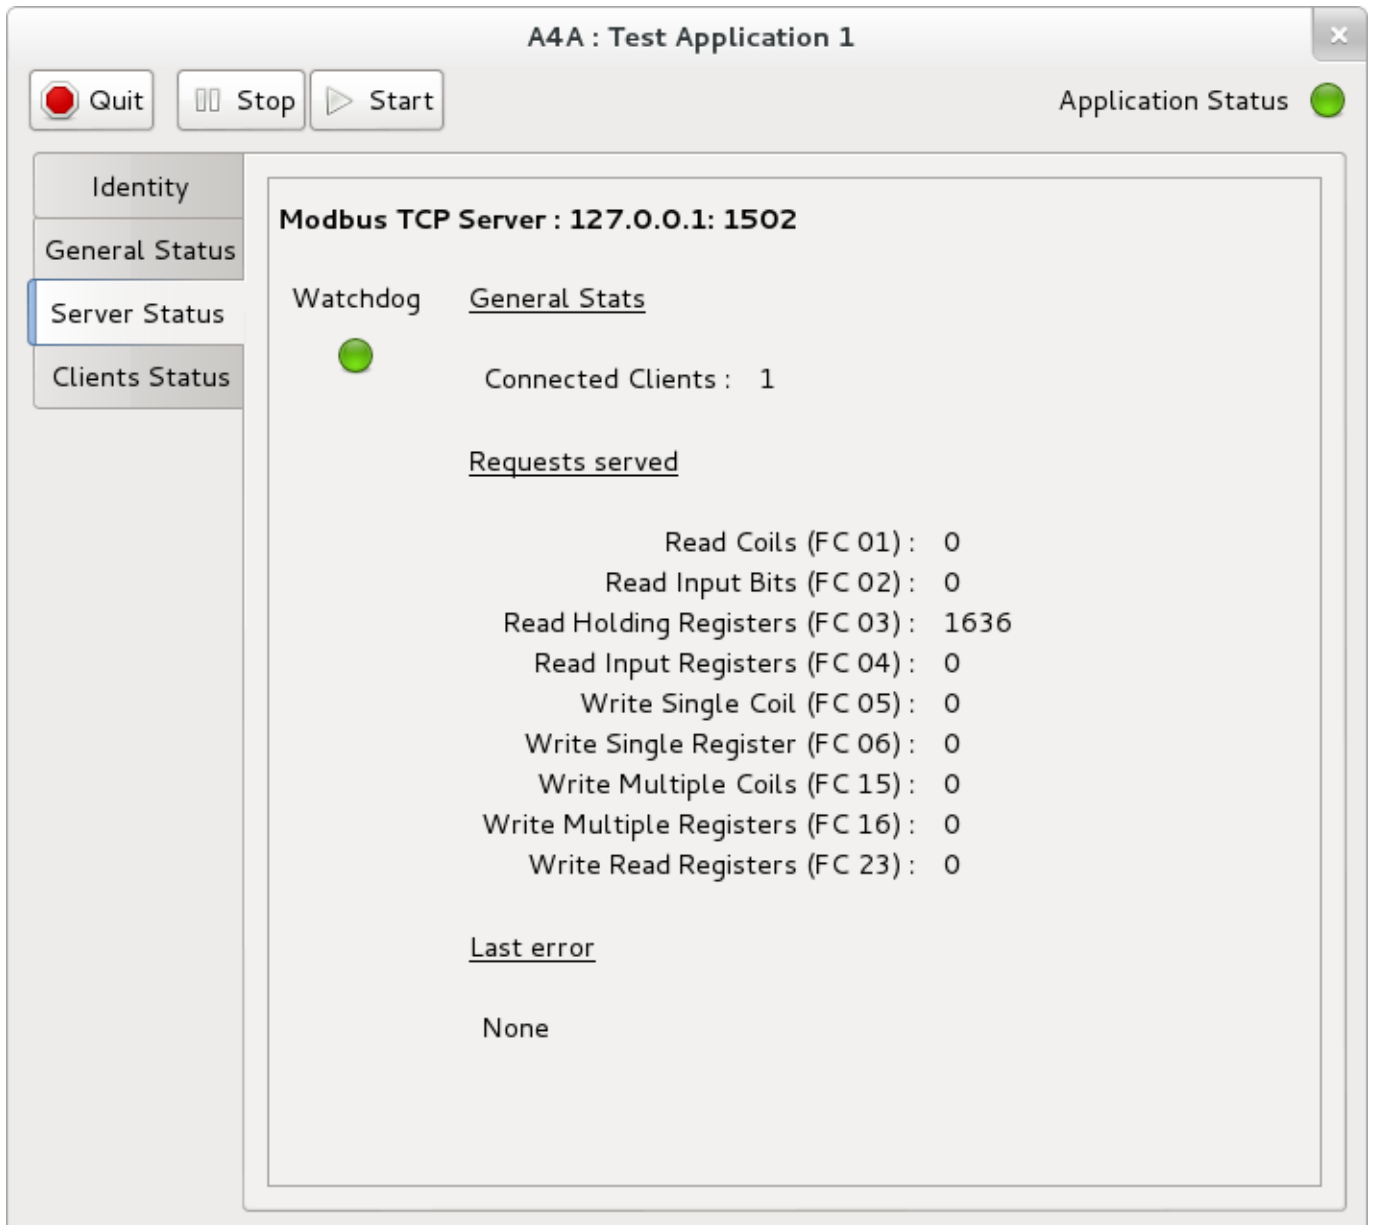 A4A : Test Application 1
Quit Stop Start Application Status
Identity
General Status
Server Status
Clients Status
Modbus TCP Server : 127.0.0.1: 1502
Watchdog General Stats
Connected Clients : 1
Requests served
Read Coils (FC 01) : 0
Read Input Bits (FC 02) : 0
Read Holding Registers (FC 03) : 1636
Read Input Registers (FC 04) : 0
Write Single Coil (FC 05) : 0
Write Single Register (FC 06) : 0
Write Multiple Coils (FC 15) : 0
Write Multiple Registers (FC 16) : 0
Write Read Registers (FC 23) : 0
Last error
None